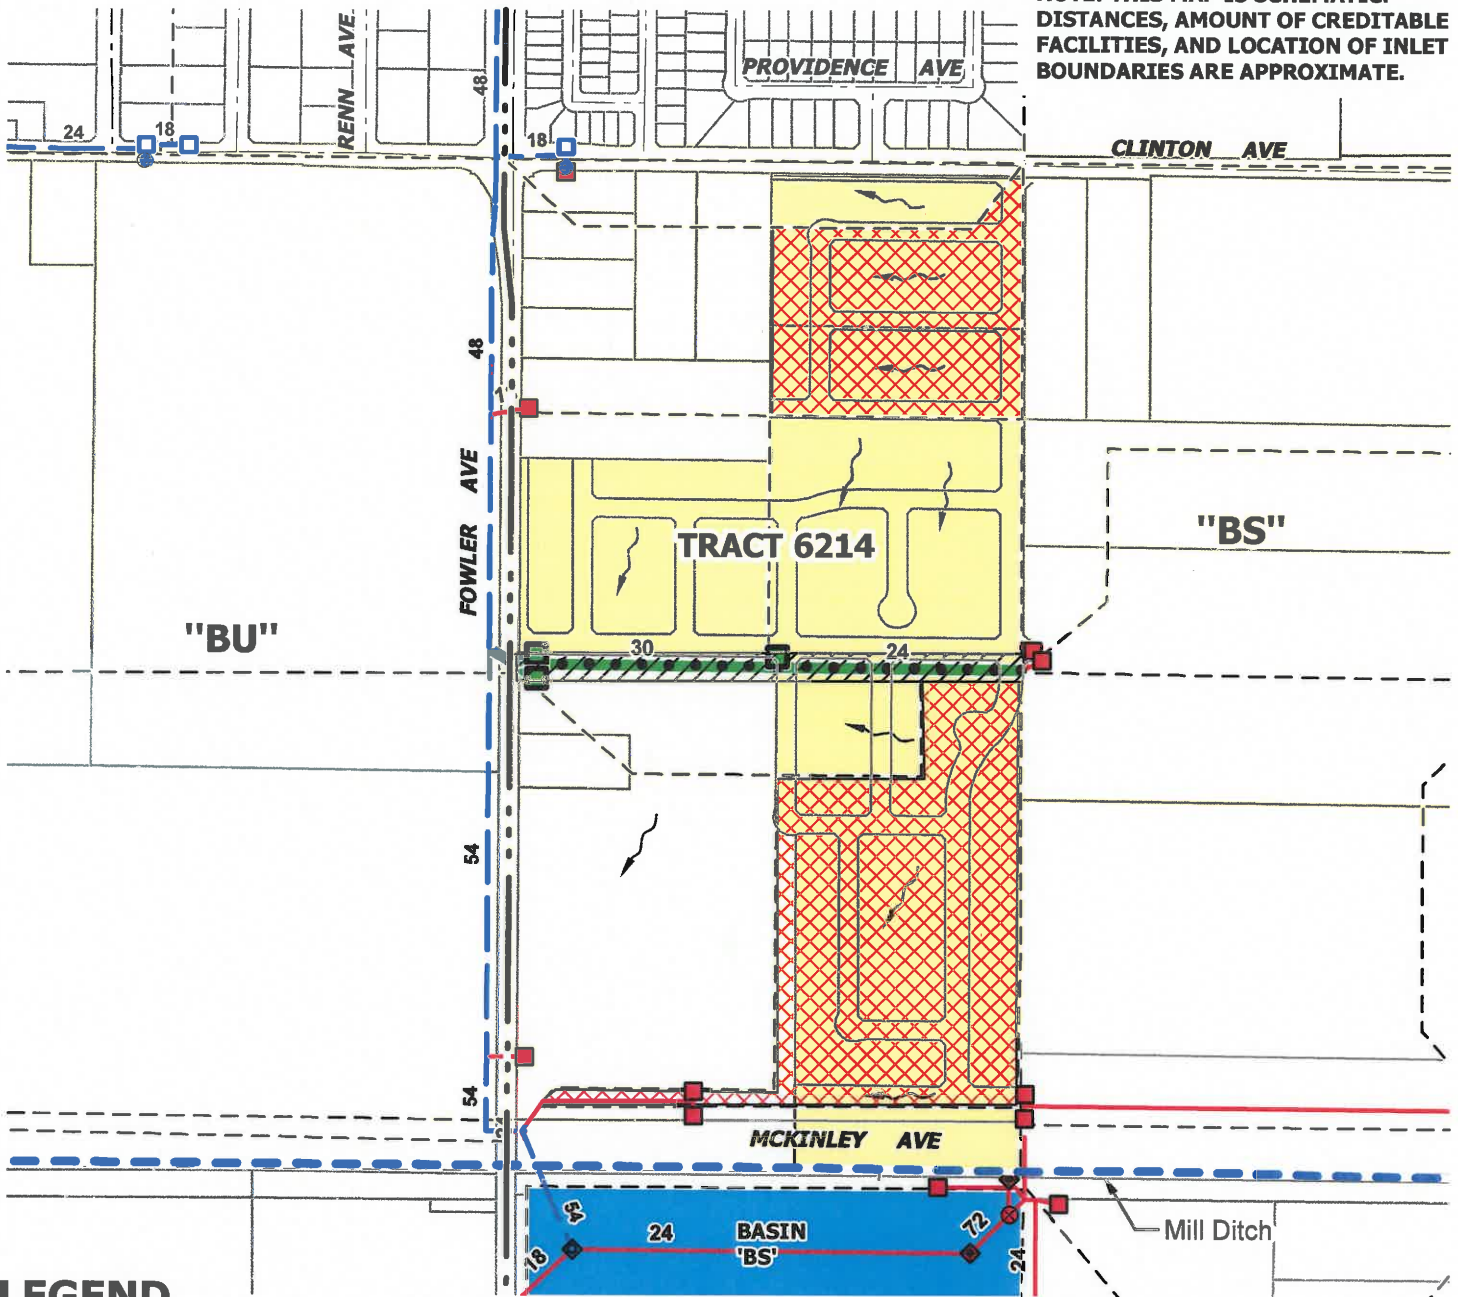 DISTANCES, AMOUNT OF CREDITABLE
FACILITIES, AND LOCATION OF INLET
BOUNDARIES ARE APPROXIMATE.
RENN AVE
48
PROVIDENCE AVE
24
18
18
CLINTON AVE
48
FOWLER AVE
TRACT 6214
"BS"
"BU"
30
24
54
54
MCKINLEY AVE
54
24
BASIN
'BS'
72
18
24
Mill Ditch
LEGEND